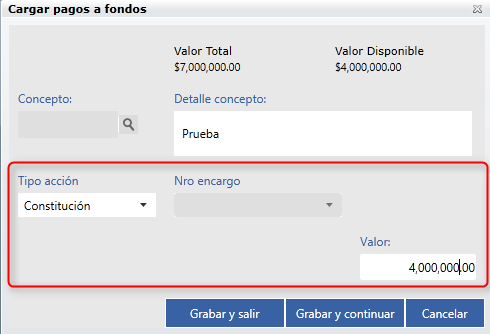 Cargar pagos a fondos
Valor Total
Valor Disponible
$7,000,000.00
$4,000,000.00
Concepto:
Detalle concepto:
Prueba
Tipo acción
Nro encargo
Constitución
Valor:
4,000,000.00
Grabar y salir
Grabar y continuar
Cancelar